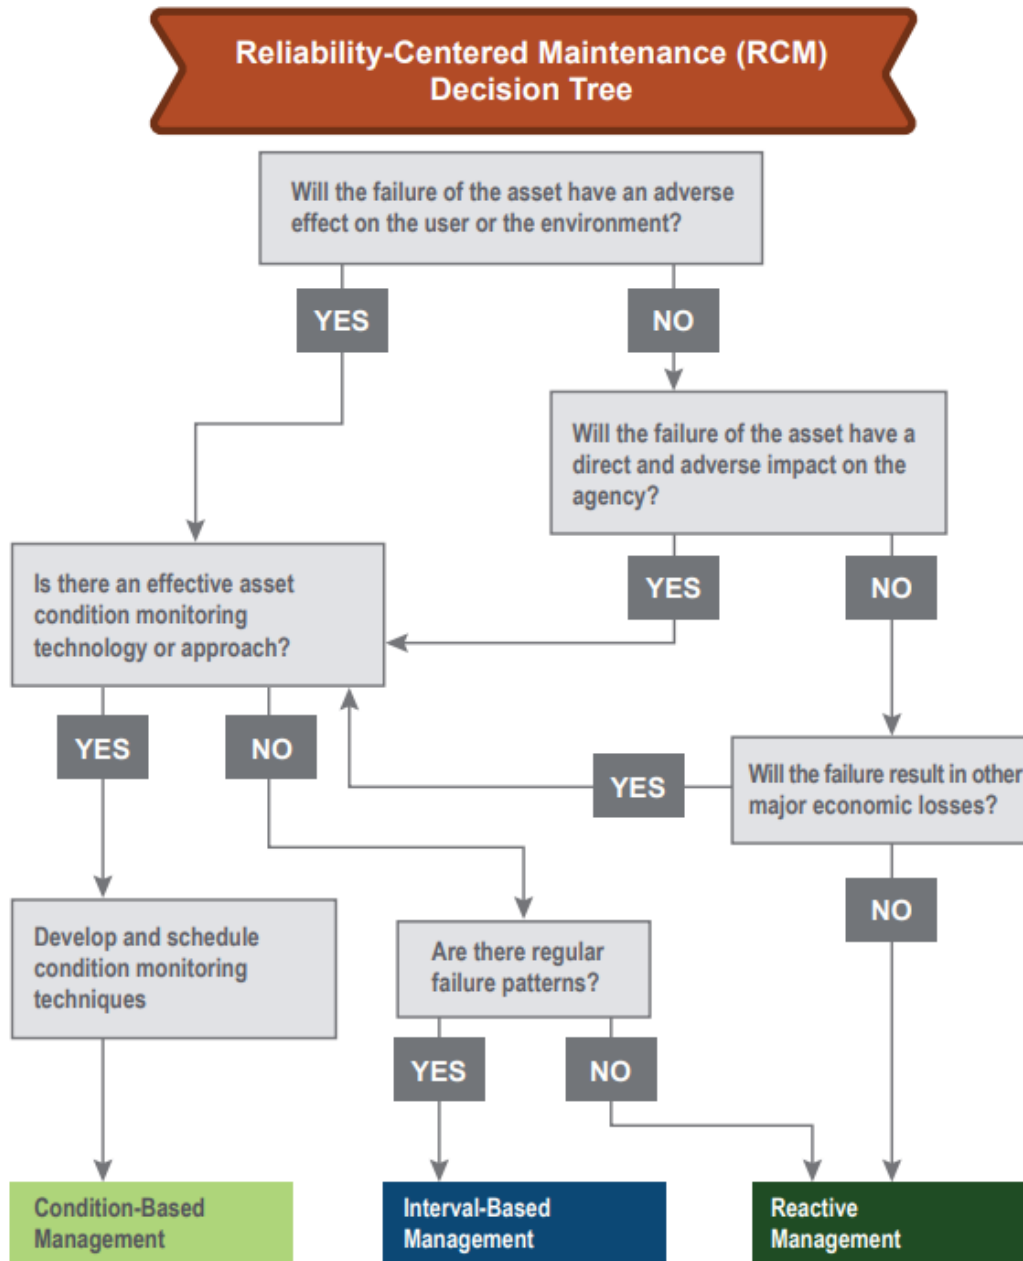 Reliability-Centered Maintenance (RCM)
Decision Tree
Will the failure of the asset have an adverse
effect on the user or the environment?
YES
NO
Will the failure of the asset have a
direct and adverse impact on the
agency?
Is there an effective asset
condition monitoring
technology or approach?
YES
NO
YES
NO
YES
Will the failure result in other
major economic losses?
NO
Develop and schedule
condition monitoring
techniques
Are there regular
failure patterns?
YES
NO
Condition-Based
Management
Interval-Based
Management
Reactive
Management